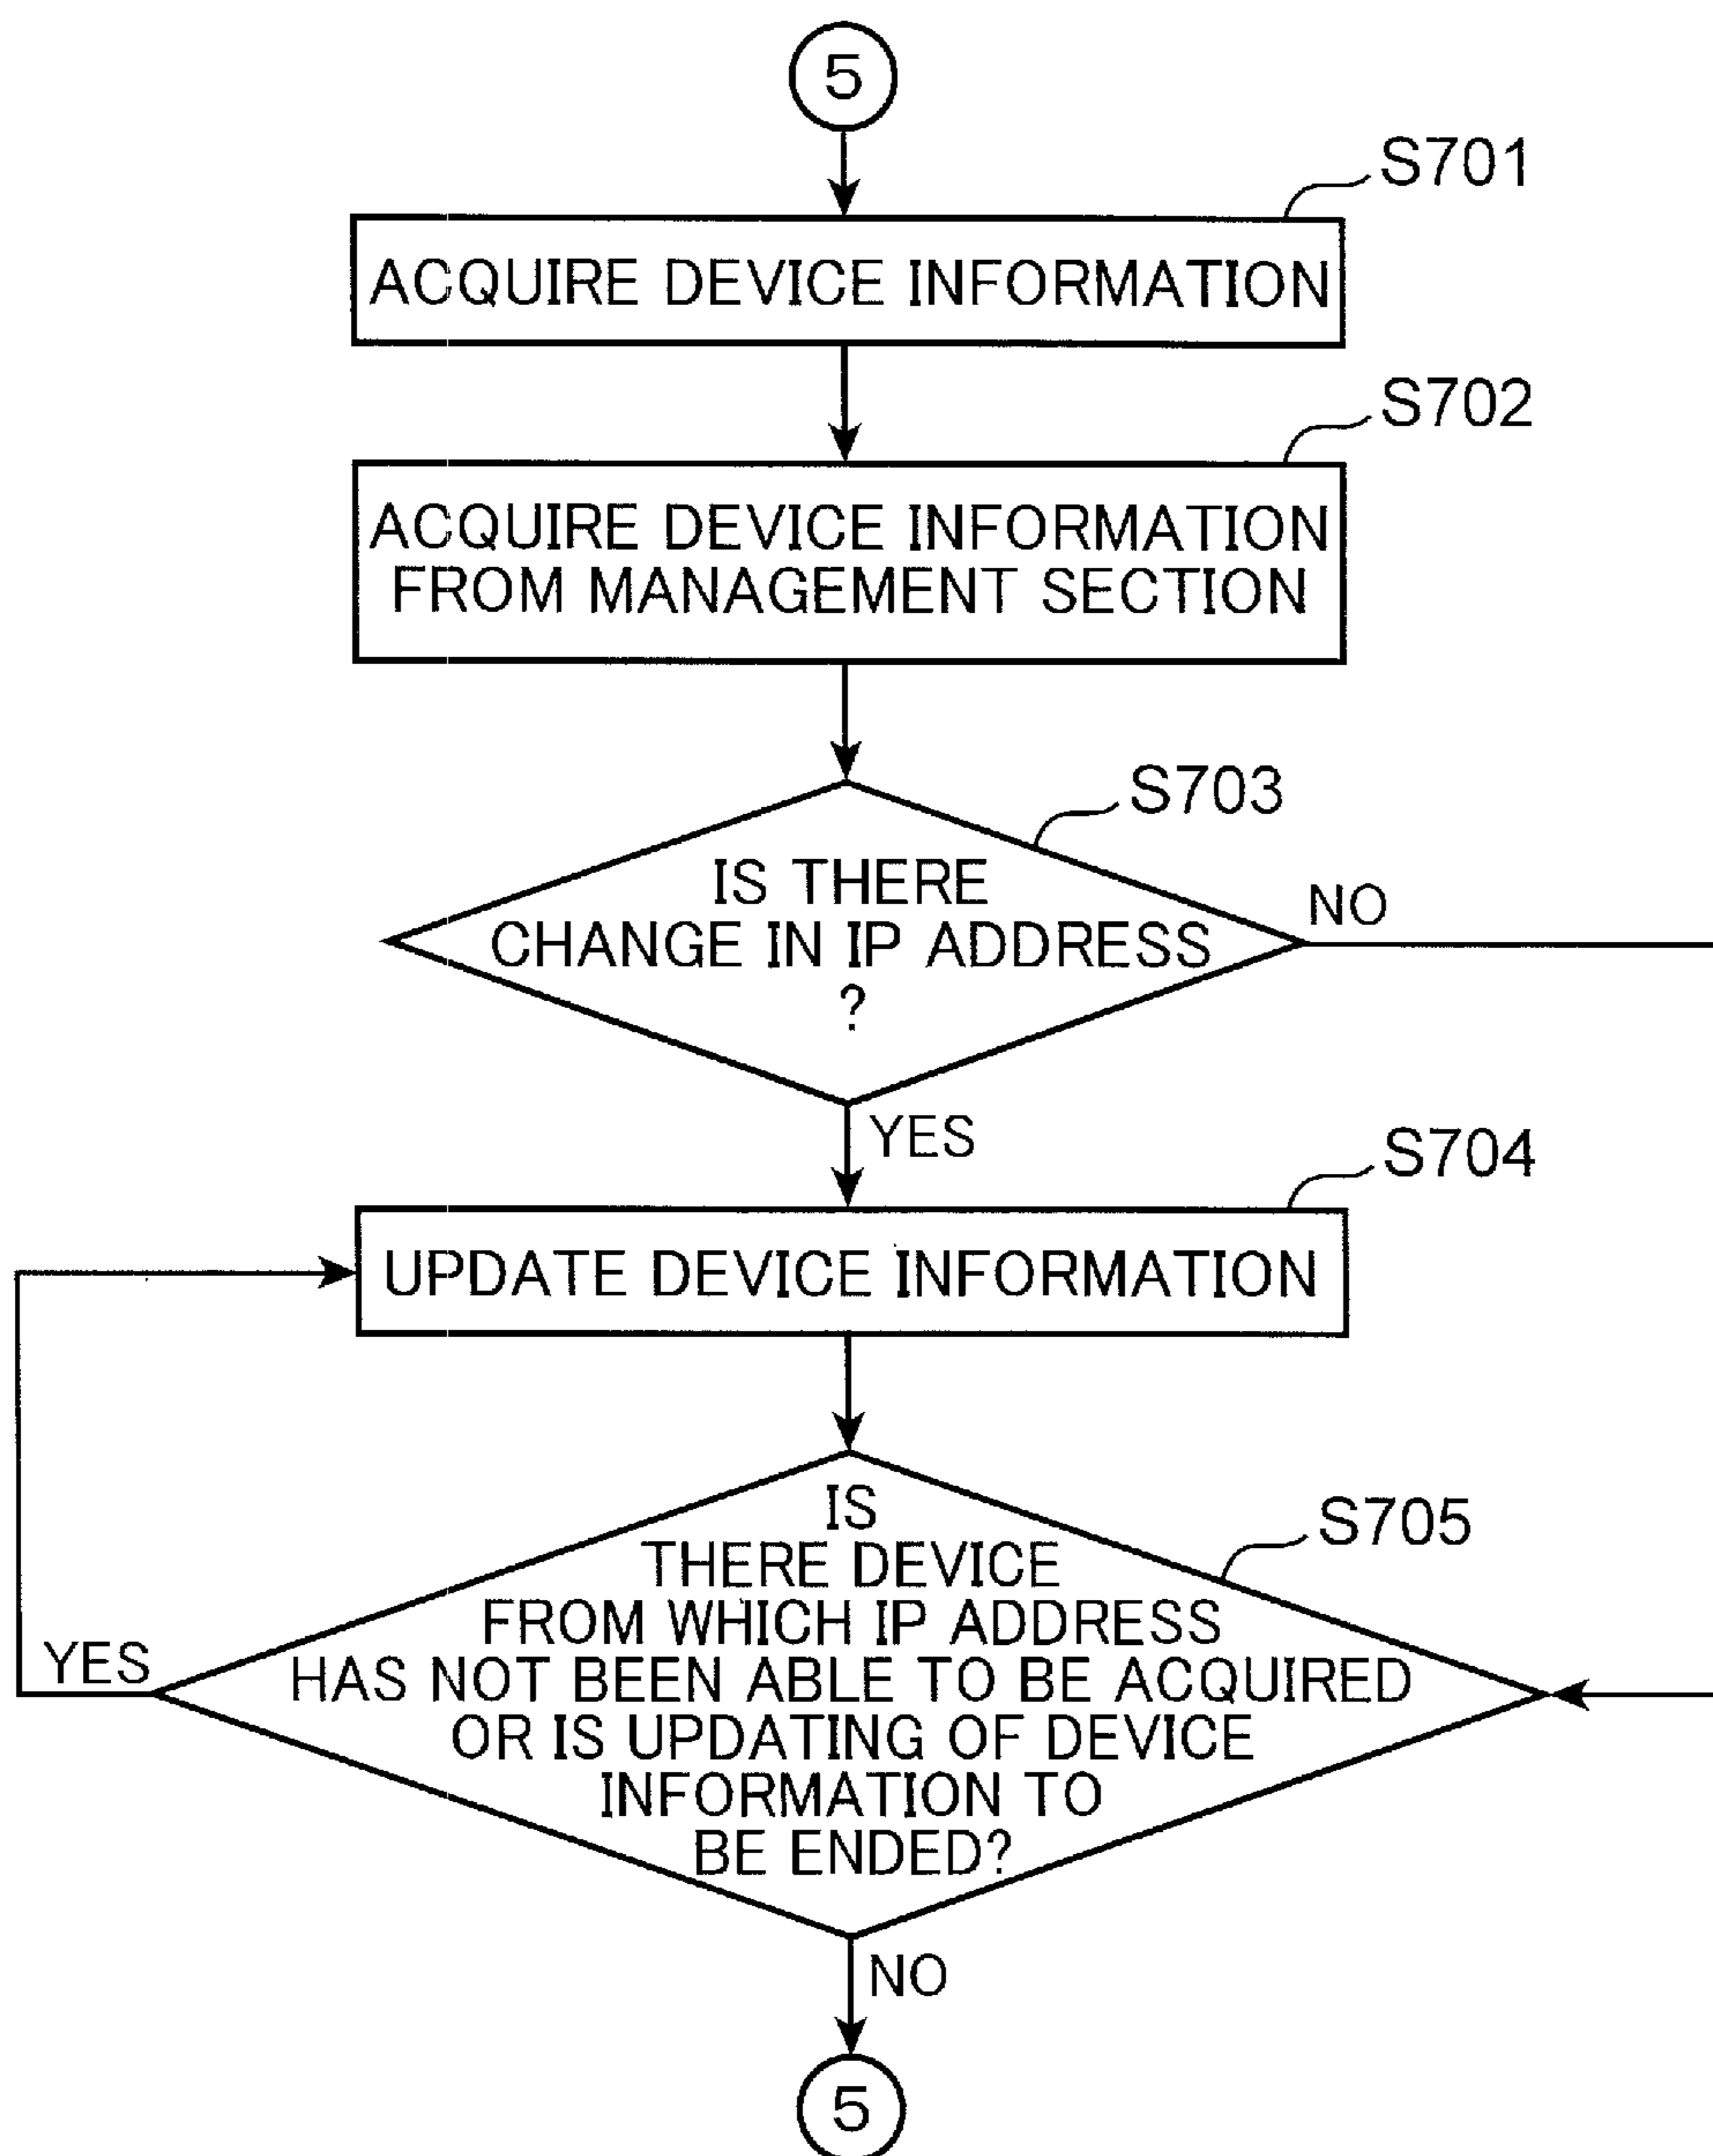 5
S701
ACQUIRE DEVICE INFORMATION
S702
ACQUIRE DEVICE INFORMATION
FROM MANAGEMENT SECTION
S703
IS THERE
CHANGE IN IP ADDRESS
?
NO
YES
S704
UPDATE DEVICE INFORMATION
S705
IS
THERE DEVICE
FROM WHICH IP ADDRESS
HAS NOT BEEN ABLE TO BE ACQUIRED
OR IS UPDATING OF DEVICE
INFORMATION TO
BE ENDED?
YES
NO
5